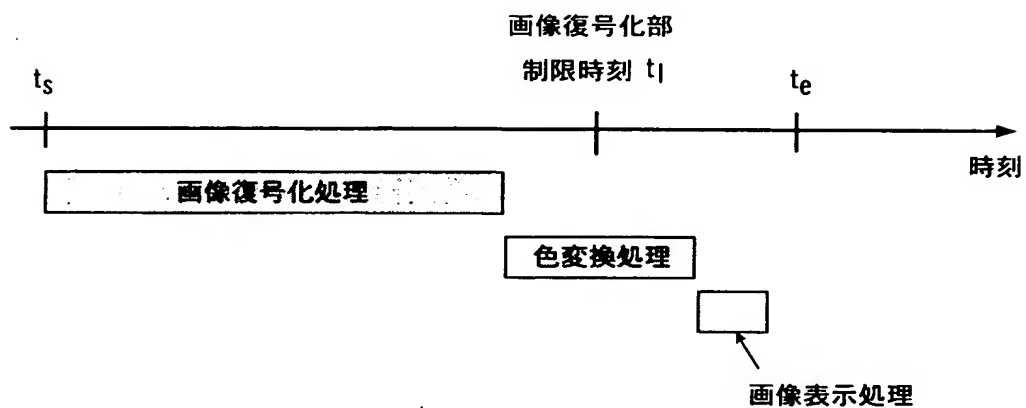 画像復号化部
制限時刻 tl
ts
te
時刻
画像復号化処理
色変換処理
画像表示処理